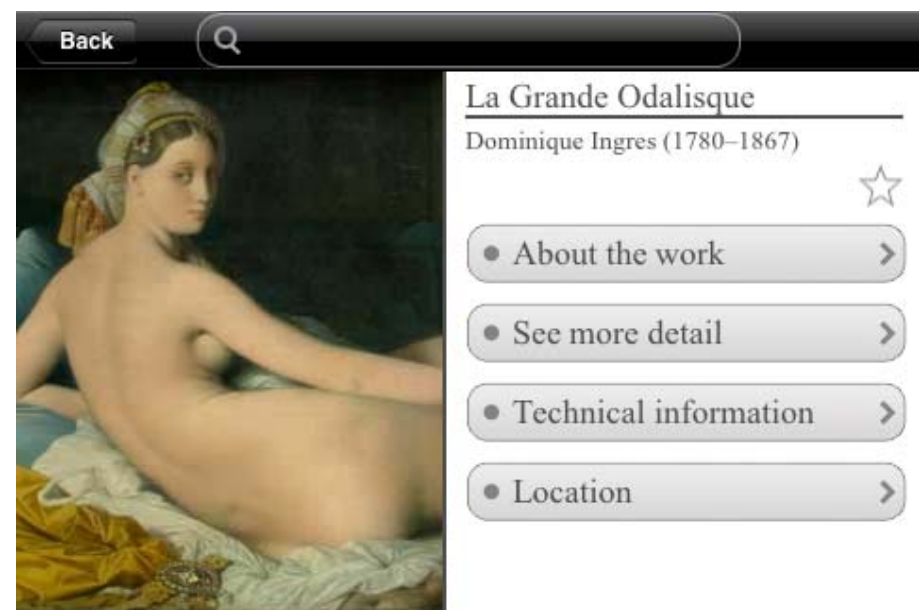 Back
La Grande Odalisque
Dominique Ingres (1780–1867)
About the work
See more detail
Technical information
Location